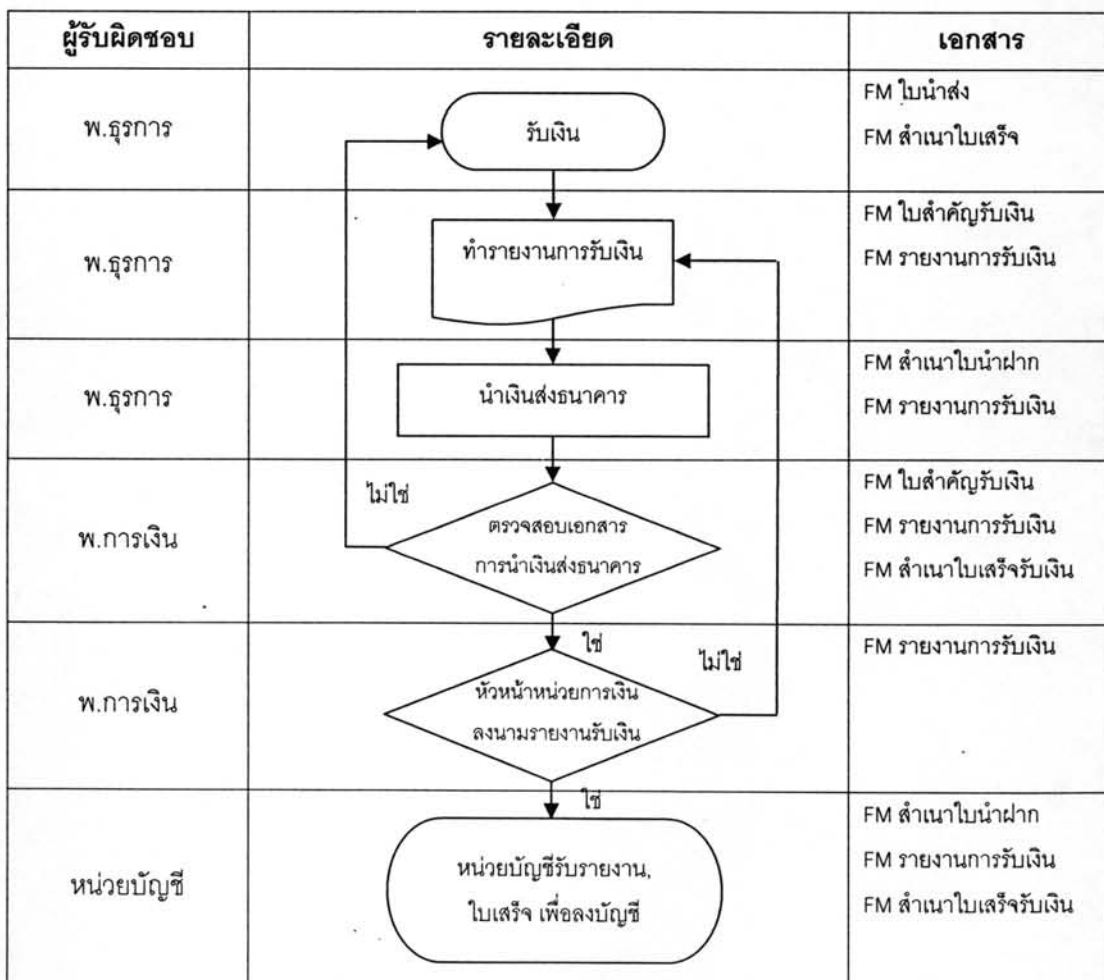 ผู้รับผิดชอบ รายละเอียด เอกสาร
พ.ธุรการ
รับเงิน
FM ใบนำส่ง
FM สำเนาใบเสร็จ
พ.ธุรการ
ทำรายงานการรับเงิน
FM ใบสำคัญรับเงิน
FM รายงานการรับเงิน
พ.ธุรการ
นำเงินส่งธนาคาร
FM สำเนาใบนำฝาก
FM รายงานการรับเงิน
พ.การเงิน
ไม่ใช่
ตรวจสอบเอกสาร
การนำเงินส่งธนาคาร
ใช่
FM ใบสำคัญรับเงิน
FM รายงานการรับเงิน
FM สำเนาใบเสร็จรับเงิน
พ.การเงิน
ไม่ใช่
หัวหน้าหน่วยการเงิน
ลงนามรายงานรับเงิน
ใช่
FM รายงานการรับเงิน
หน่วยบัญชี
หน่วยบัญชีรับรายงาน,
ใบเสร็จ เพื่อลงบัญชี
FM สำเนาใบนำฝาก
FM รายงานการรับเงิน
FM สำเนาใบเสร็จรับเงิน